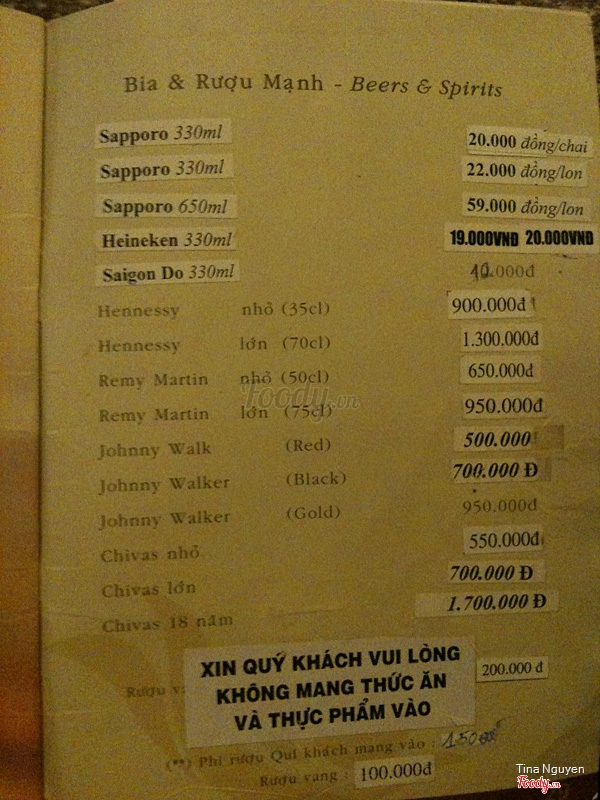 Bia & Rượu Mạnh - Beers & Spirits
Sapporo 330ml 20.000 đồng/chai
Sapporo 330ml 22.000 đồng/lon
Sapporo 650ml 59.000 đồng/lon
Heineken 330ml 19.000VNĐ 20.000VNĐ
Saigon Do 330ml .000đ
Hennessy nhỏ (35cl) 900.000đ
Hennessy lớn (70cl) 1.300.000đ
Remy Martin nhỏ (50cl) 650.000đ
Remy Martin lớn (75cl) 950.000đ
Johnny Walk (Red) 500.000
Johnny Walker (Black) 700.000 Đ
Johnny Walker (Gold) 950.000đ
Chivas nhỏ 550.000đ
Chivas lớn 700.000 Đ
Chivas 18 năm 1.700.000 Đ
Foody.vn
Rượu v 200.000 đ
XIN QUÝ KHÁCH VUI LÒNG
KHÔNG MANG THỨC ĂN
VÀ THỰC PHẨM VÀO
(**) Phí rượu Quí khách mang vào :
Rượu vang : 100.000đ
Tina Nguyen
Foody.vn